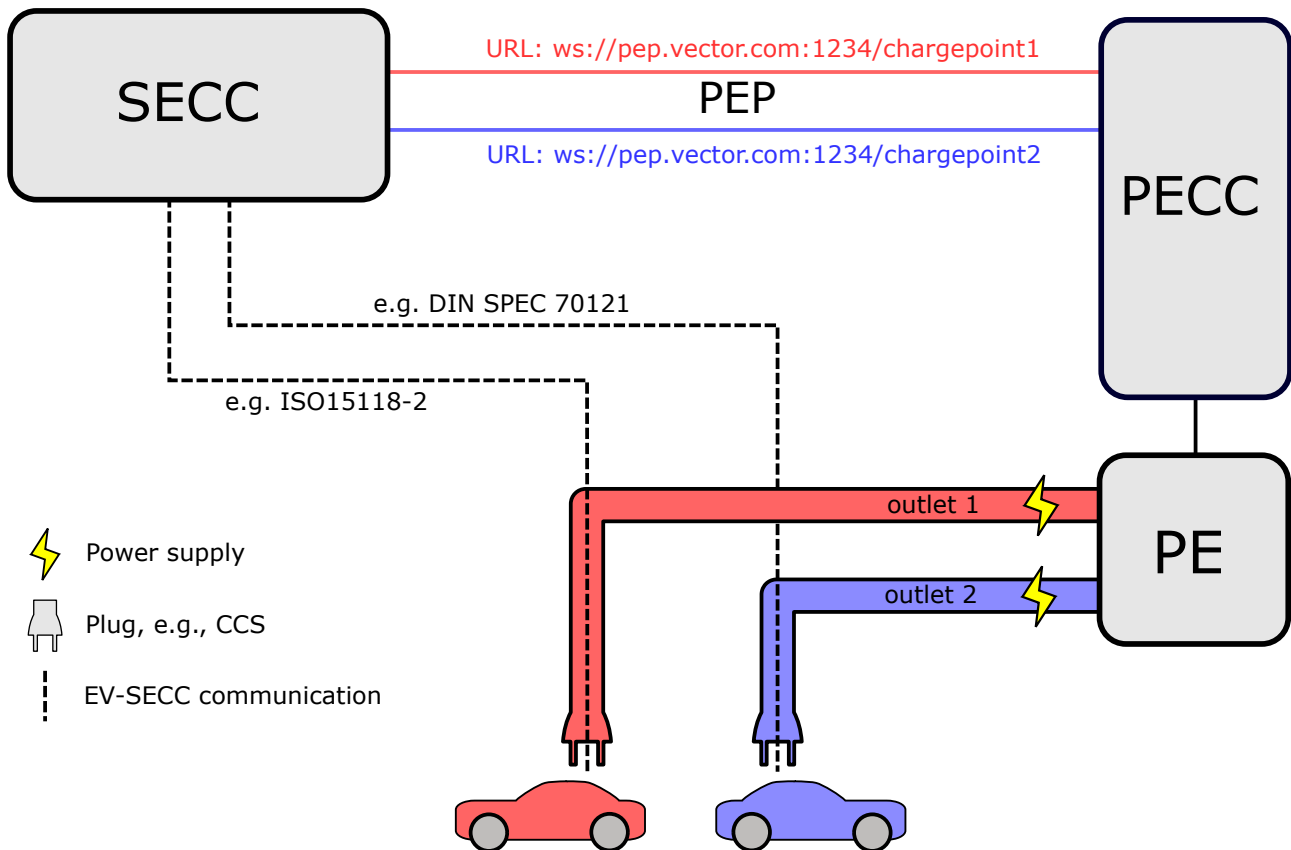 SECC
URL: ws://pep.vector.com:1234/chargepoint1
PEP
URL: ws://pep.vector.com:1234/chargepoint2
PECC
e.g. DIN SPEC 70121
e.g. ISO15118-2
outlet 1
PE
outlet 2
Power supply
Plug, e.g., CCS
EV-SECC communication